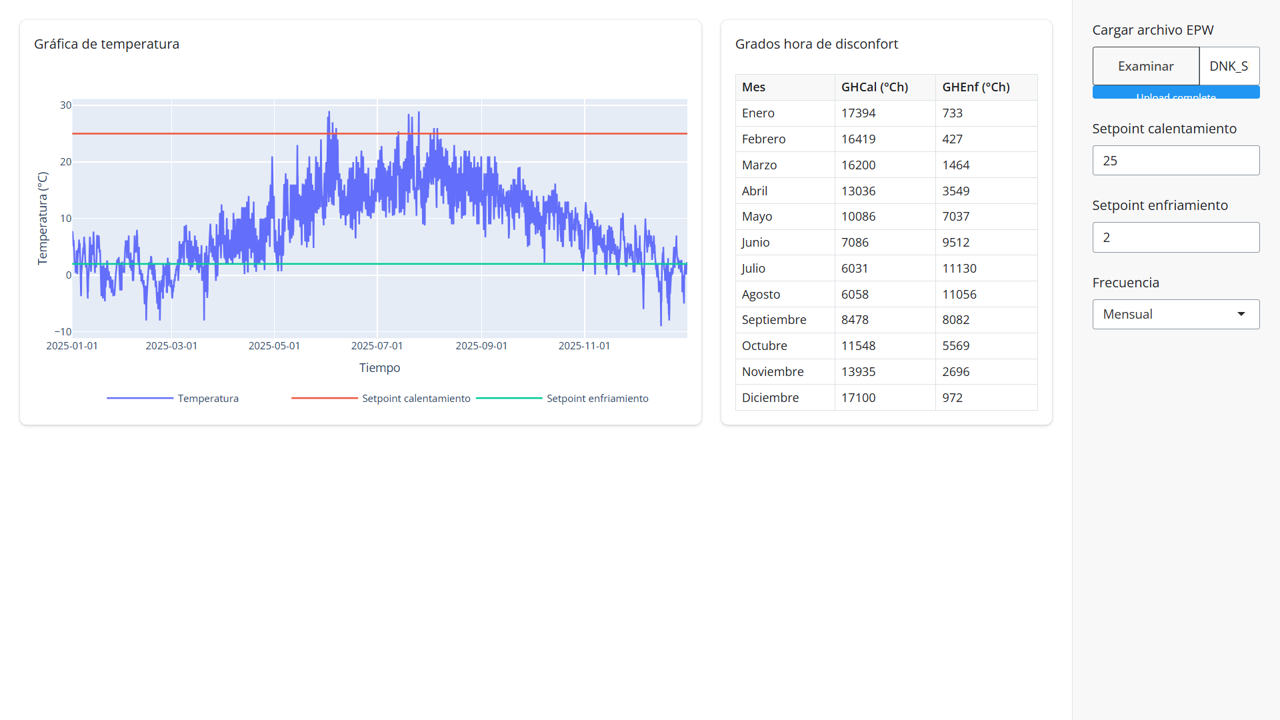 Gráfica de temperatura
30
20
10
0
−10
Temperatura (°C)
2025-01-01 2025-03-01 2025-05-01 2025-07-01 2025-09-01 2025-11-01
Tiempo
Temperatura Setpoint calentamiento Setpoint enfriamiento
Grados hora de disconfort
Mes GHCal (°Ch) GHEnf (°Ch)
Enero 17394 733
Febrero 16419 427
Marzo 16200 1464
Abril 13036 3549
Mayo 10086 7037
Junio 7086 9512
Julio 6031 11130
Agosto 6058 11056
Septiembre 8478 8082
Octubre 11548 5569
Noviembre 13935 2696
Diciembre 17100 972
Cargar archivo EPW
Examinar DNK_S
Upload complete
Setpoint calentamiento
25
Setpoint enfriamiento
2
Frecuencia
Mensual